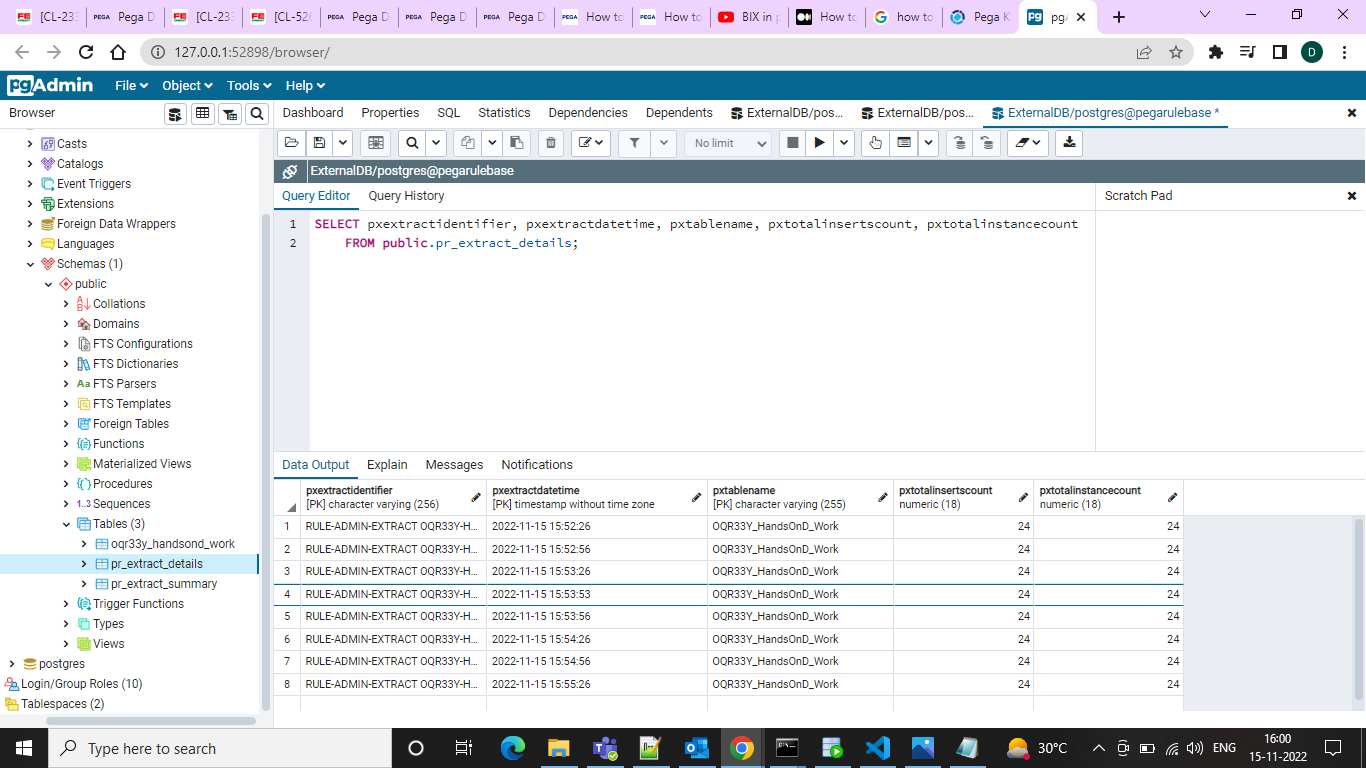 [CL-233
Pega D
[CL-233
[CL-526
Pega D
Pega D
Pega D
How to
How to
BIX in p
How to
how to
Pega K
pgA
127.0.0.1:52898/browser/
D
pgAdmin
File
Object
Tools
Help
Browser
Dashboard
Properties
SQL
Statistics
Dependencies
Dependents
ExternalDB/pos...
ExternalDB/pos...
ExternalDB/postgres@pegarulebase *
No limit
ExternalDB/postgres@pegarulebase
Query Editor
Query History
Scratch Pad
1 SELECT pxextractidentifier, pxextractdatetime, pxtablename, pxtotalinsertscount, pxtotalinstancecount
2 FROM public.pr_extract_details;
Casts
Catalogs
Event Triggers
Extensions
Foreign Data Wrappers
Languages
Schemas (1)
public
Collations
Domains
FTS Configurations
FTS Dictionaries
Aa FTS Parsers
FTS Templates
Foreign Tables
Functions
Materialized Views
Procedures
1..3 Sequences
Tables (3)
oqr33y_handsond_work
pr_extract_details
pr_extract_summary
Trigger Functions
Types
Views
postgres
Login/Group Roles (10)
Tablespaces (2)
Data Output
Explain
Messages
Notifications
pxextractidentifier
[PK] character varying (256)
pxextractdatetime
[PK] timestamp without time zone
pxtablename
[PK] character varying (255)
pxtotalinsertscount
numeric (18)
pxtotalinstancecount
numeric (18)
1 RULE-ADMIN-EXTRACT OQR33Y-H... 2022-11-15 15:52:26 OQR33Y_HandsOnD_Work 24 24
2 RULE-ADMIN-EXTRACT OQR33Y-H... 2022-11-15 15:52:56 OQR33Y_HandsOnD_Work 24 24
3 RULE-ADMIN-EXTRACT OQR33Y-H... 2022-11-15 15:53:26 OQR33Y_HandsOnD_Work 24 24
4 RULE-ADMIN-EXTRACT OQR33Y-H... 2022-11-15 15:53:53 OQR33Y_HandsOnD_Work 24 24
5 RULE-ADMIN-EXTRACT OQR33Y-H... 2022-11-15 15:53:56 OQR33Y_HandsOnD_Work 24 24
6 RULE-ADMIN-EXTRACT OQR33Y-H... 2022-11-15 15:54:26 OQR33Y_HandsOnD_Work 24 24
7 RULE-ADMIN-EXTRACT OQR33Y-H... 2022-11-15 15:54:56 OQR33Y_HandsOnD_Work 24 24
8 RULE-ADMIN-EXTRACT OQR33Y-H... 2022-11-15 15:55:26 OQR33Y_HandsOnD_Work 24 24
Type here to search
30°C
ENG
16:00
15-11-2022